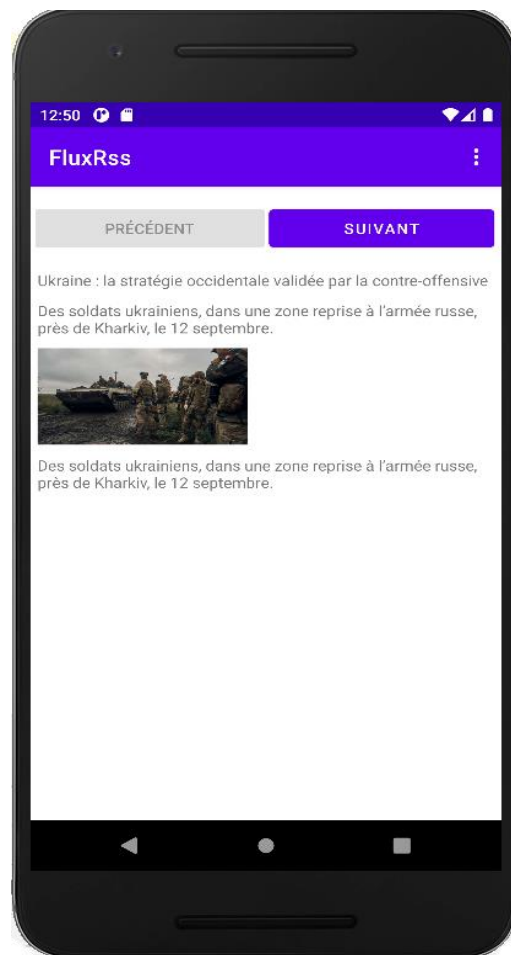 12:50
FluxRss
PRÉCÉDENT
SUIVANT
Ukraine : la stratégie occidentale validée par la contre-offensive
Des soldats ukrainiens, dans une zone reprise à l'armée russe,
près de Kharkiv, le 12 septembre.
Des soldats ukrainiens, dans une zone reprise à l'armée russe,
près de Kharkiv, le 12 septembre.